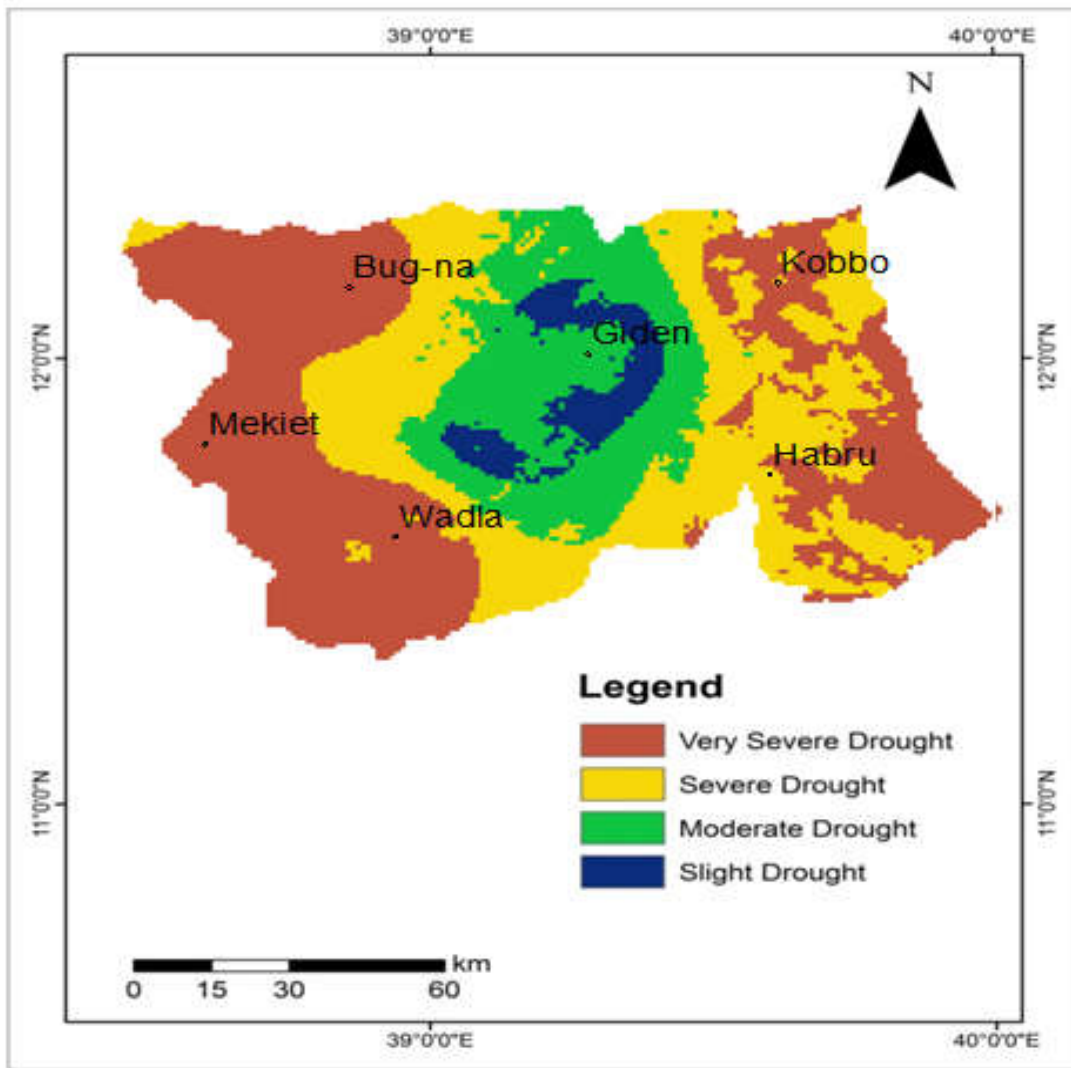 39°0'0"E 40°0'0"E
N
Bug-na
Kobbo
Giden
12°0'0"N 12°0'0"N
Mekiet
Habru
Wadla
Legend
Very Severe Drought
Severe Drought
11°0'0"N 11°0'0"N
Moderate Drought
Slight Drought
km
0 15 30 60
39°0'0"E 40°0'0"E